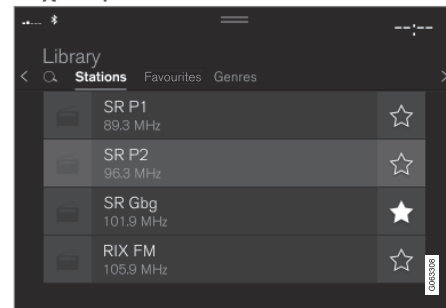 --:--
Library
Stations Favourites Genres
SR P1
89.3 MHz
SR P2
96.3 MHz
SR Gbg
101.9 MHz
RIX FM
105.9 MHz
G063308